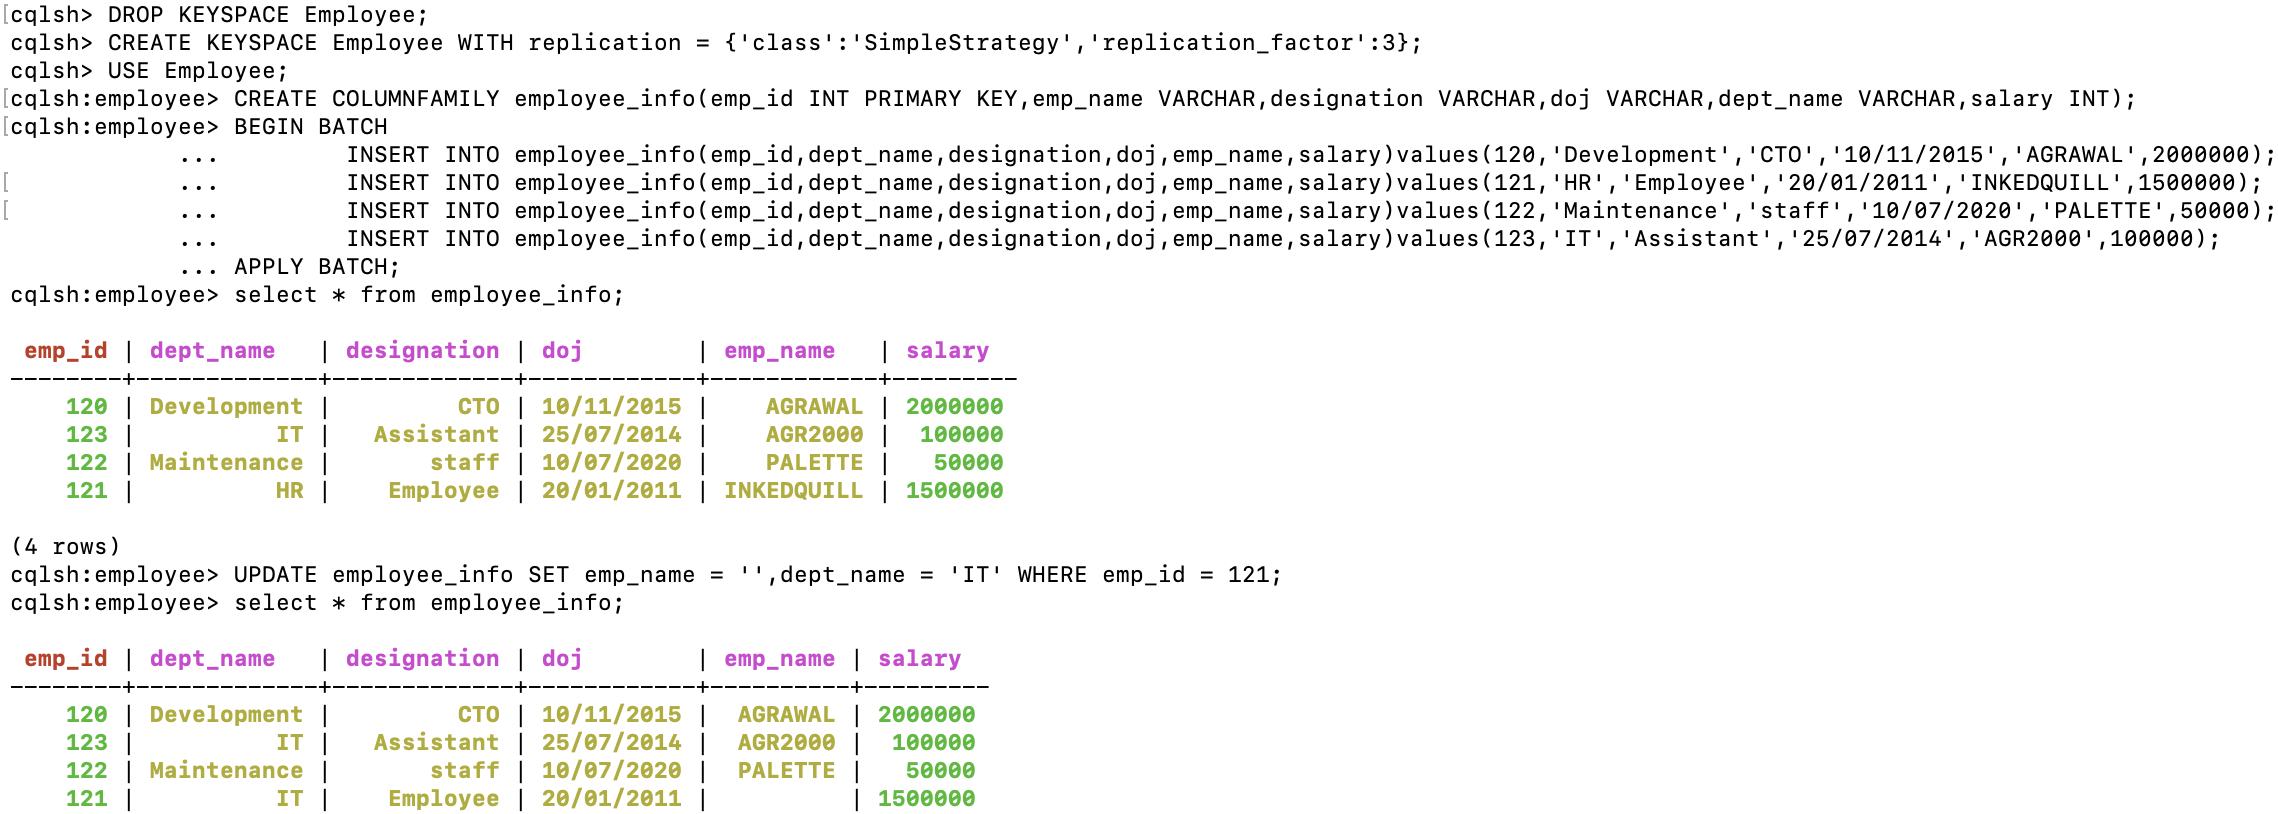 cqlsh> DROP KEYSPACE Employee;
cqlsh> CREATE KEYSPACE Employee WITH replication = {'class':'SimpleStrategy','replication_factor':3};
cqlsh> USE Employee;
cqlsh:employee> CREATE COLUMNFAMILY employee_info(emp_id INT PRIMARY KEY,emp_name VARCHAR,designation VARCHAR,doj VARCHAR,dept_name VARCHAR,salary INT);
cqlsh:employee> BEGIN BATCH
            ...         INSERT INTO employee_info(emp_id,dept_name,designation,doj,emp_name,salary)values(120,'Development','CTO','10/11/2015','AGRAWAL',2000000);
            ...         INSERT INTO employee_info(emp_id,dept_name,designation,doj,emp_name,salary)values(121,'HR','Employee','20/01/2011','INKEDQUILL',1500000);
            ...         INSERT INTO employee_info(emp_id,dept_name,designation,doj,emp_name,salary)values(122,'Maintenance','staff','10/07/2020','PALETTE',50000);
            ...         INSERT INTO employee_info(emp_id,dept_name,designation,doj,emp_name,salary)values(123,'IT','Assistant','25/07/2014','AGR2000',100000);
            ... APPLY BATCH;
cqlsh:employee> select * from employee_info;

 emp_id | dept_name   | designation | doj        | emp_name   | salary
--------+-------------+-------------+------------+------------+---------
    120 | Development |         CTO | 10/11/2015 |    AGRAWAL | 2000000
    123 |          IT |   Assistant | 25/07/2014 |    AGR2000 |  100000
    122 | Maintenance |       staff | 10/07/2020 |    PALETTE |   50000
    121 |          HR |    Employee | 20/01/2011 | INKEDQUILL | 1500000

(4 rows)
cqlsh:employee> UPDATE employee_info SET emp_name = '',dept_name = 'IT' WHERE emp_id = 121;
cqlsh:employee> select * from employee_info;

 emp_id | dept_name   | designation | doj        | emp_name | salary
--------+-------------+-------------+------------+----------+---------
    120 | Development |         CTO | 10/11/2015 |  AGRAWAL | 2000000
    123 |          IT |   Assistant | 25/07/2014 |  AGR2000 |  100000
    122 | Maintenance |       staff | 10/07/2020 |  PALETTE |   50000
    121 |          IT |    Employee | 20/01/2011 |          | 1500000